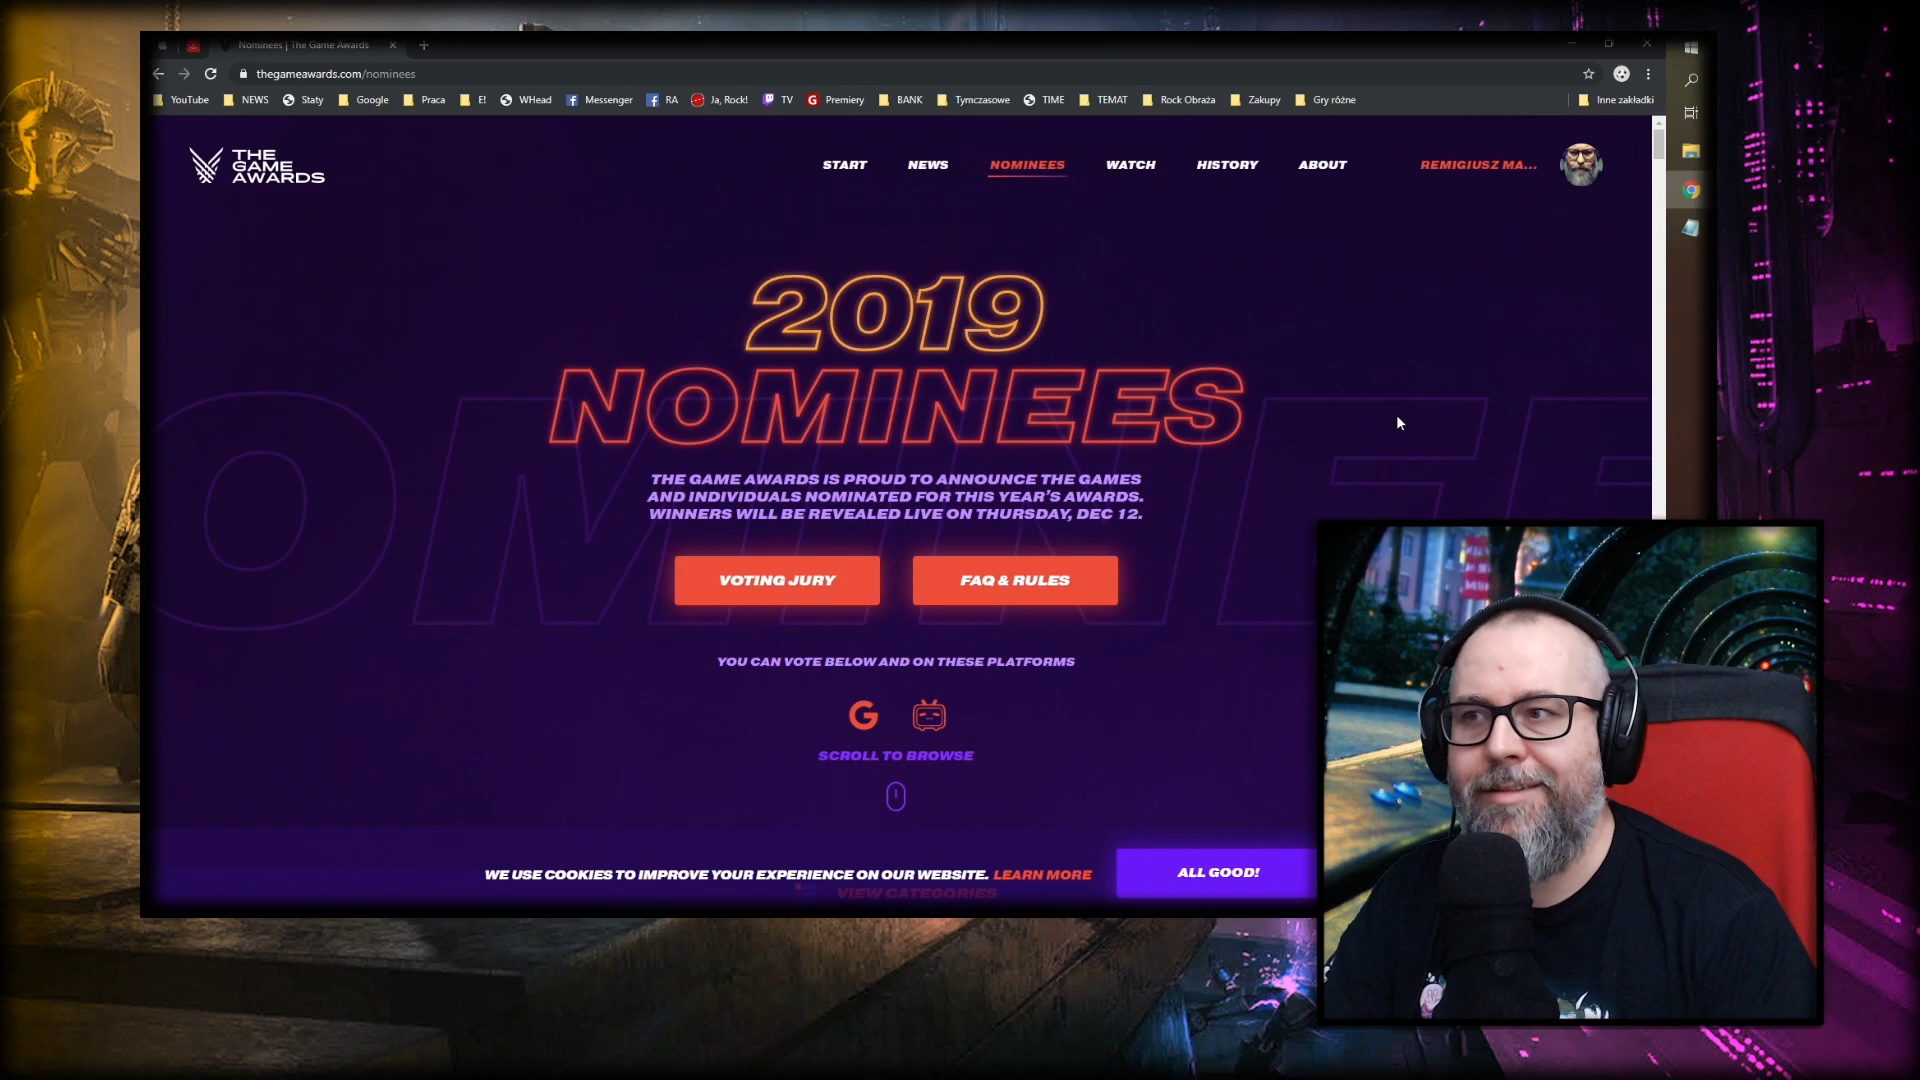 Nominees | The Game Awards
thegameawards.com/nominees
YouTube NEWS Staty Google Praca E! WHead Messenger RA Ja, Rock! TV Premiery BANK Tymczasowe TIME TEMAT Rock Obraża Zakupy Gry różne Inne zakładki
THE
GAME
AWARDS
START NEWS NOMINEES WATCH HISTORY ABOUT REMIGIUSZ MA...
2019
NOMINEES
THE GAME AWARDS IS PROUD TO ANNOUNCE THE GAMES
AND INDIVIDUALS NOMINATED FOR THIS YEAR'S AWARDS.
WINNERS WILL BE REVEALED LIVE ON THURSDAY, DEC 12.
VOTING JURY FAQ & RULES
YOU CAN VOTE BELOW AND ON THESE PLATFORMS
G
SCROLL TO BROWSE
WE USE COOKIES TO IMPROVE YOUR EXPERIENCE ON OUR WEBSITE. LEARN MORE ALL GOOD!
VIEW CATEGORIES